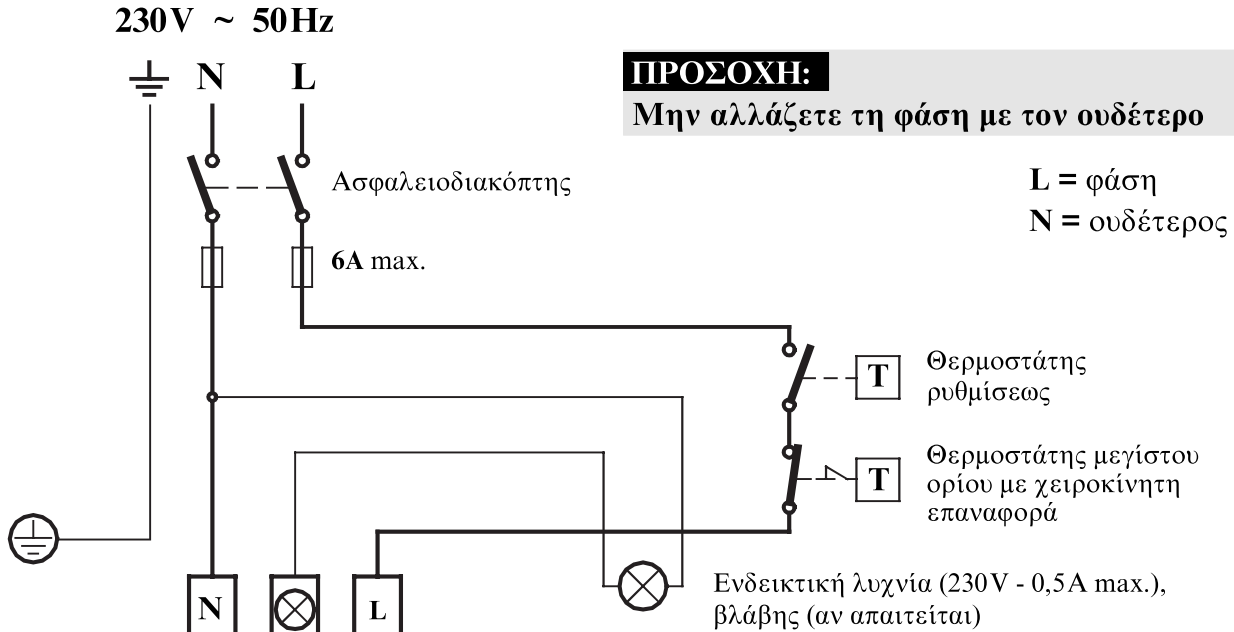 230V ~ 50Hz
N L
ΠΡΟΣΟΧΗ:
Μην αλλάζετε τη φάση με τον ουδέτερο
Ασφαλειοδιακόπτης
L = φάση
N = ουδέτερος
6A max.
T
Θερμοστάτης
ρυθμίσεως
T
Θερμοστάτης μεγίστου
ορίου με χειροκίνητη
επαναφορά
N
L
Ενδεικτική λυχνία (230V - 0,5A max.),
βλάβης (αν απαιτείται)